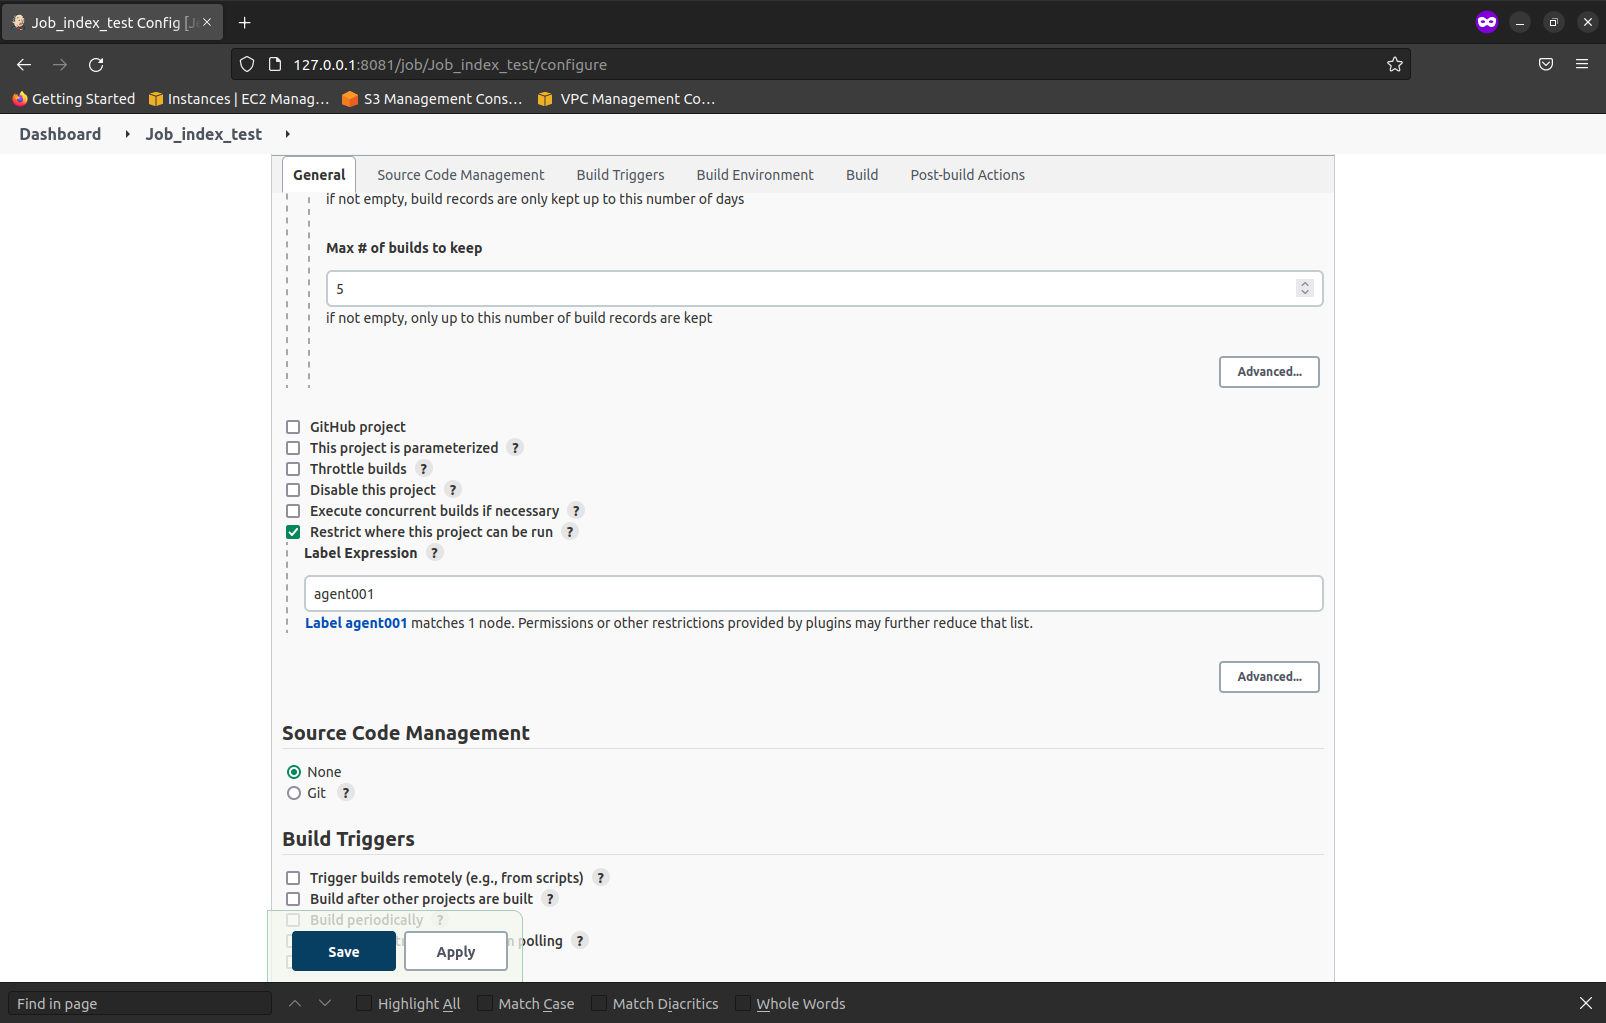 Job_index_test Config [Je
127.0.0.1:8081/job/Job_index_test/configure
Getting Started Instances | EC2 Manag... S3 Management Cons... VPC Management Co...
Dashboard Job_index_test
General Source Code Management Build Triggers Build Environment Build Post-build Actions
if not empty, build records are only kept up to this number of days
Max # of builds to keep
5
if not empty, only up to this number of build records are kept
Advanced...
GitHub project
This project is parameterized ?
Throttle builds ?
Disable this project ?
Execute concurrent builds if necessary ?
Restrict where this project can be run ?
Label Expression ?
agent001
Label agent001 matches 1 node. Permissions or other restrictions provided by plugins may further reduce that list.
Advanced...
Source Code Management
None
Git ?
Build Triggers
Trigger builds remotely (e.g., from scripts) ?
Build after other projects are built ?
Build periodically ?
polling ?
Save Apply
Find in page Highlight All Match Case Match Diacritics Whole Words